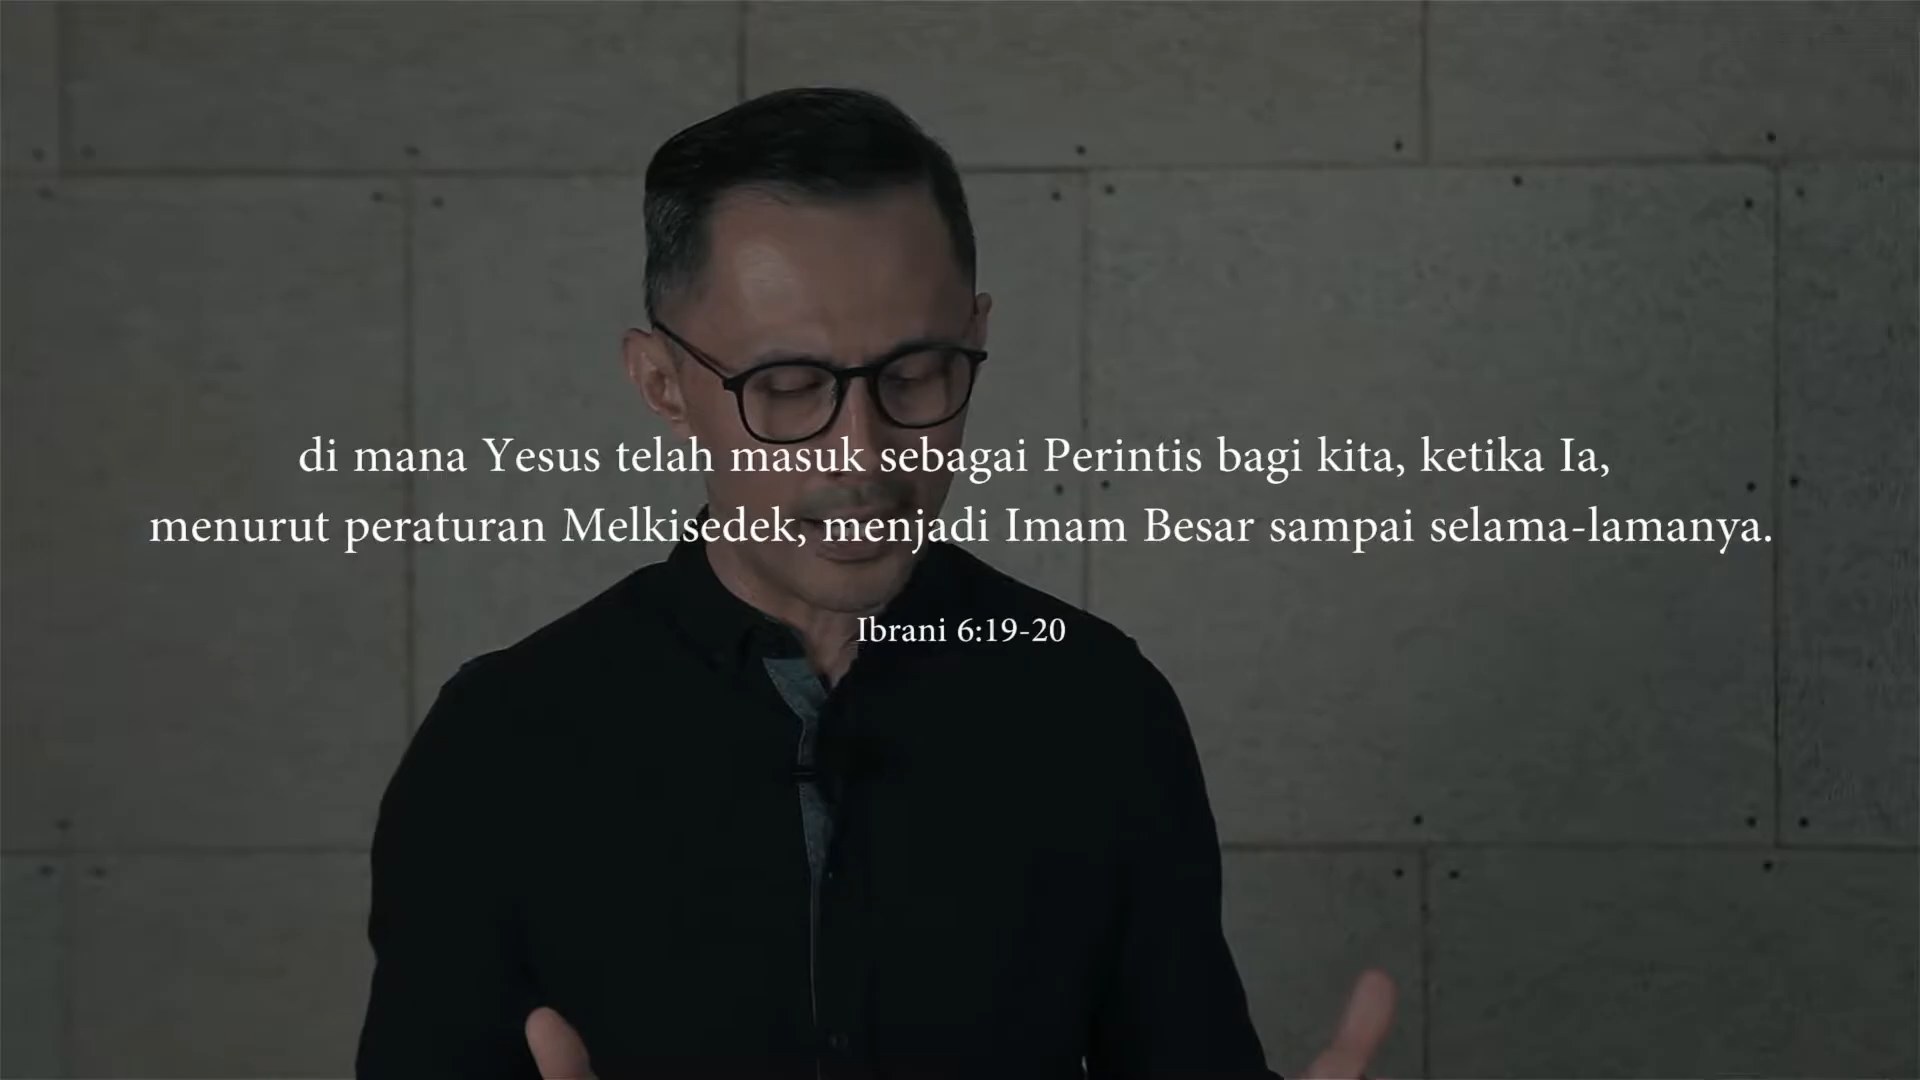 di mana Yesus telah masuk sebagai Perintis bagi kita, ketika Ia,
menurut peraturan Melkisedek, menjadi Imam Besar sampai selama-lamanya.
Ibrani 6:19-20